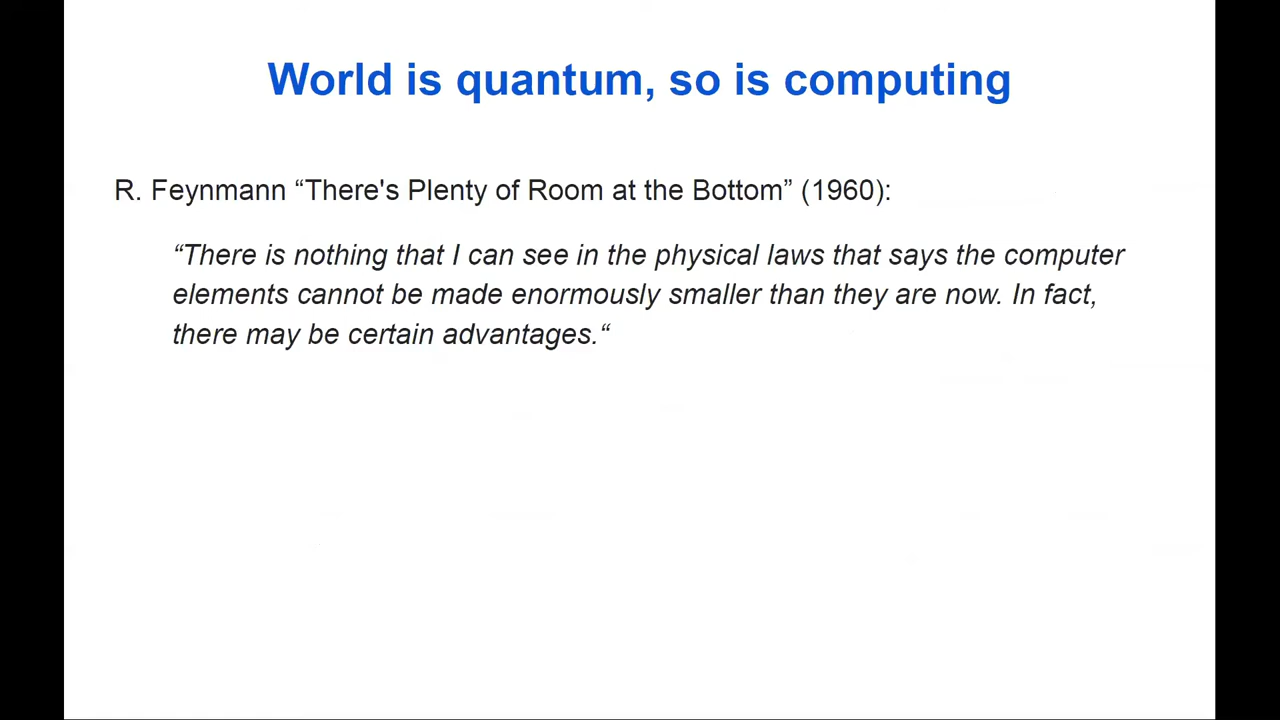 World is quantum, so is computing
R. Feynmann “There's Plenty of Room at the Bottom” (1960):
“There is nothing that I can see in the physical laws that says the computer
elements cannot be made enormously smaller than they are now. In fact,
there may be certain advantages.“